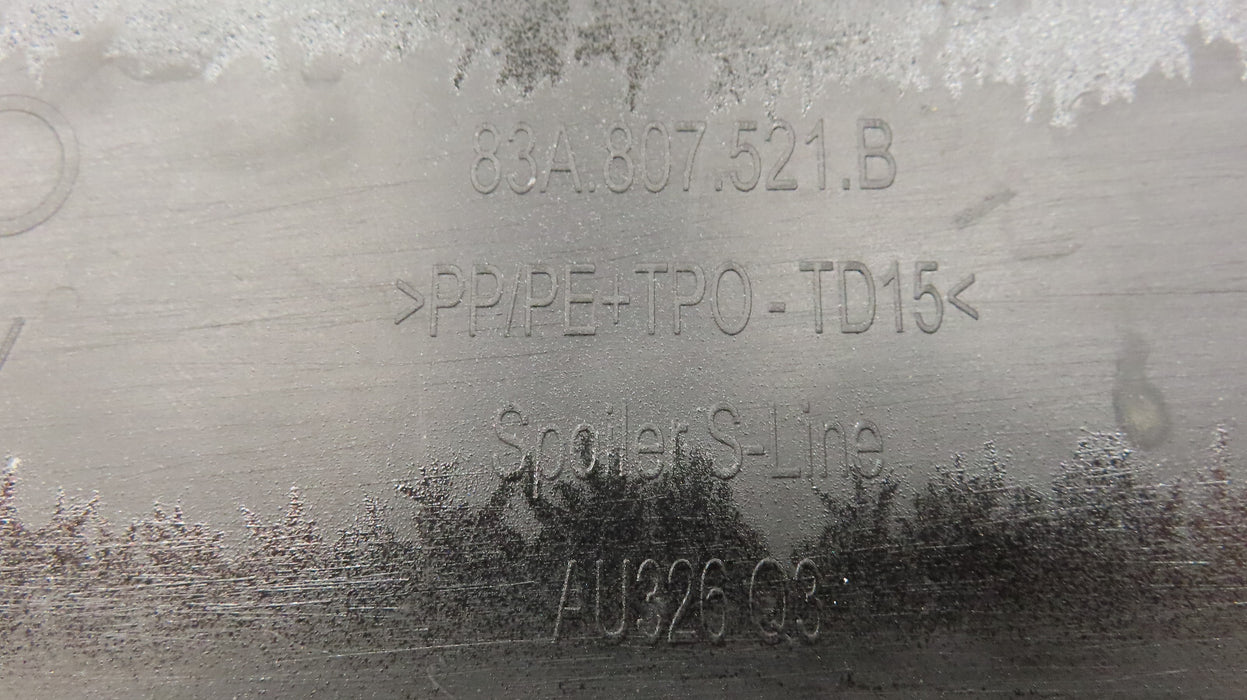 83A.807.521.B
>PP/PE+TPO-TD15<
Spoiler S-Line
AU326 Q3